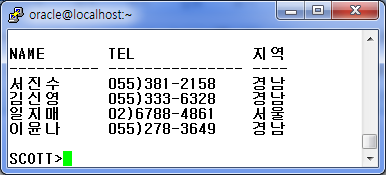 oracle@localhost:~
NAME TEL 지역
---------- --------------- ----
서진수 055)381-2158 경남
김신영 055)333-6328 경남
일지매 02)6788-4861 서울
이윤나 055)278-3649 경남
SCOTT>